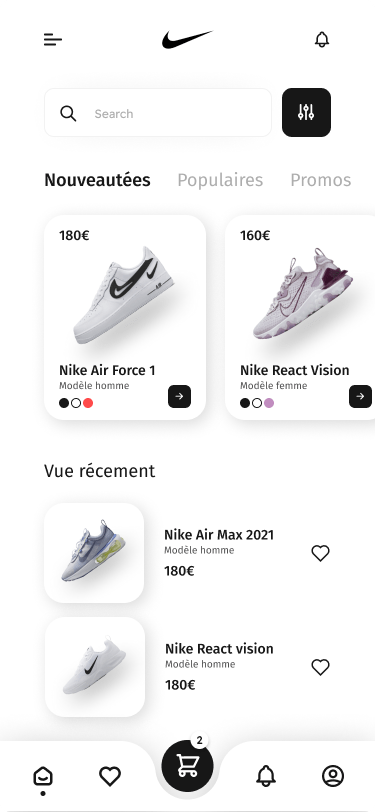 Search
Nouveautées Populaires Promos
180€
Nike Air Force 1
Modèle homme
160€
Nike React Vision
Modèle femme
Vue récement
Nike Air Max 2021
Modèle homme
180€
Nike React vision
Modèle homme
180€
2